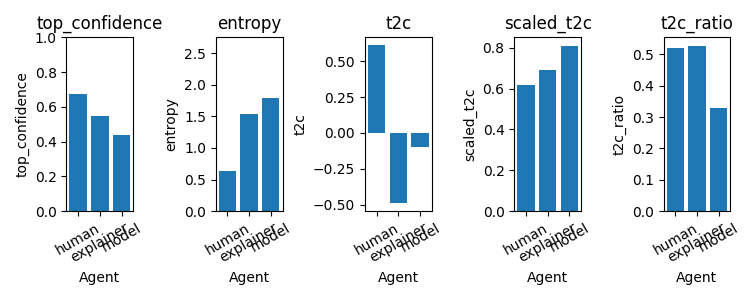 top_confidence
entropy
t2c
scaled_t2c
t2c_ratio
top_confidence
1.0
0.8
0.6
0.4
0.2
0.0
human
explainer
model
Agent
entropy
2.5
2.0
1.5
1.0
0.5
0.0
human
explainer
model
Agent
t2c
0.50
0.25
0.00
−0.25
−0.50
human
explainer
model
Agent
scaled_t2c
0.8
0.6
0.4
0.2
0.0
human
explainer
model
Agent
t2c_ratio
0.5
0.4
0.3
0.2
0.1
0.0
human
explainer
model
Agent